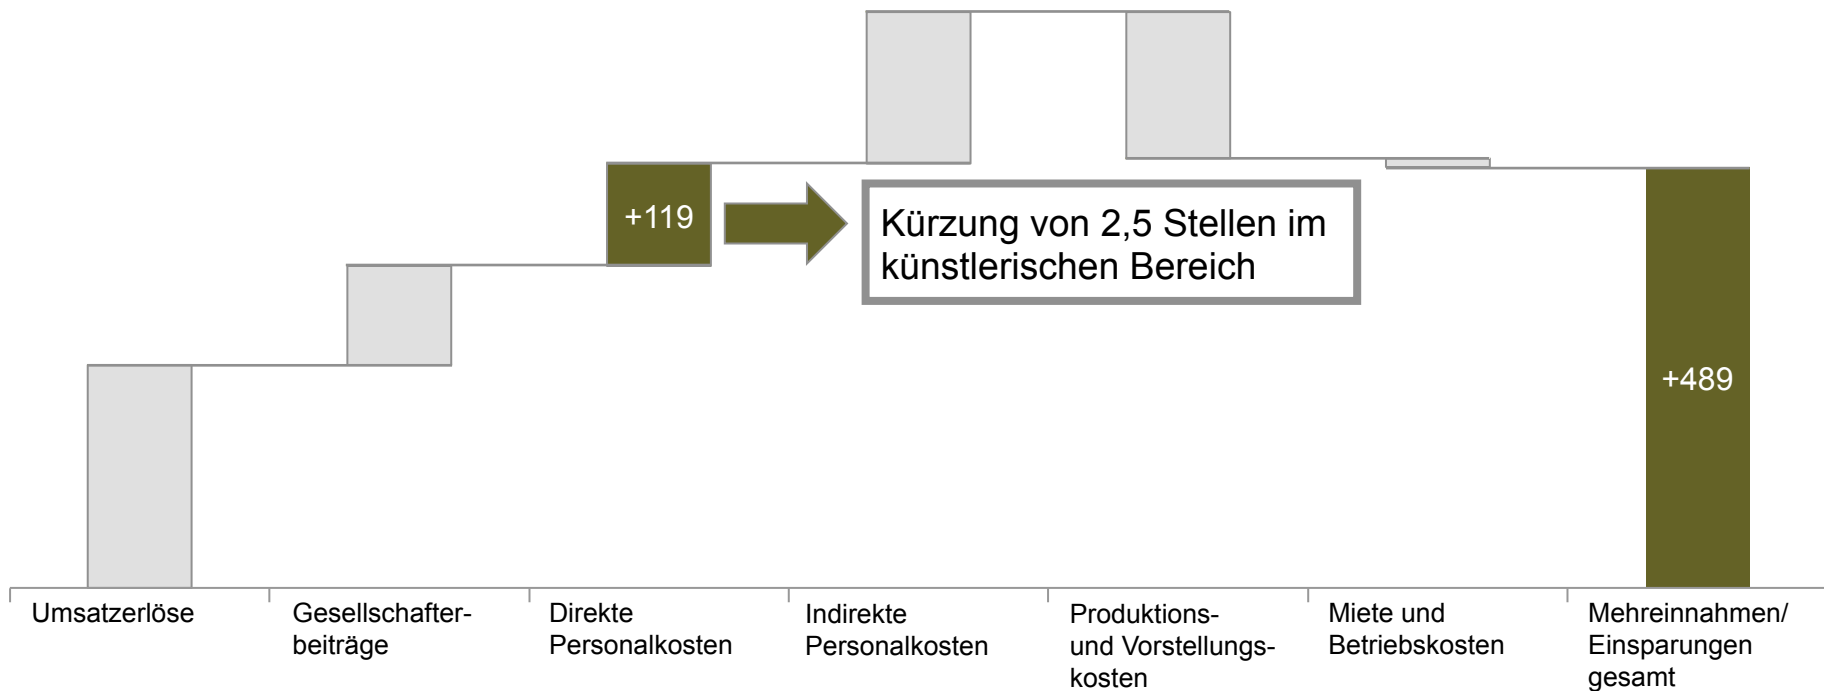 +119
Kürzung von 2,5 Stellen im
künstlerischen Bereich
+489
Umsatzerlöse
Gesellschafter-
beiträge
Direkte
Personalkosten
Indirekte
Personalkosten
Produktions-
und Vorstellungs-
kosten
Miete und
Betriebskosten
Mehreinnahmen/
Einsparungen
gesamt